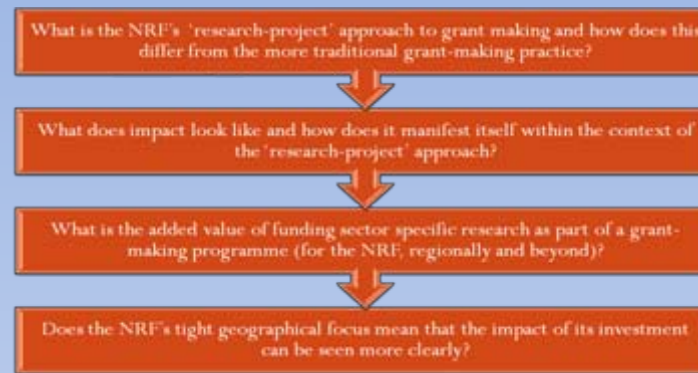 What is the NRF's 'research-project' approach to grant making and how does this
differ from the more traditional grant-making practice?
What does impact look like and how does it manifest itself within the context of
the 'research-project' approach?
What is the added value of funding sector specific research as part of a grant-
making programme (for the NRF, regionally and beyond)?
Does the NRF's tight geographical focus mean that the impact of its investment
can be seen more clearly?